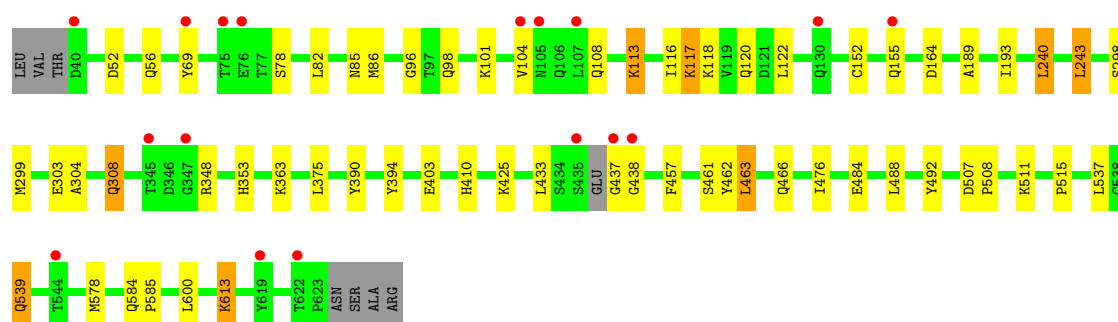 LEU VAL THR D40 D52 Q56 Y69 T75 E76 T77 S78 L82 N85 M86 G96 T97 Q98 K101 V104 N105 Q106 L107 Q108 K113 I116 K117 K118 V119 Q120 D121 L122 Q130 C152 Q155 D164 A189 I193 L240 L243 S298
M299 E303 A304 Q308 T345 D346 G347 R348 H353 K363 L375 Y390 Y394 E403 H410 K425 L433 S434 S435 GLU G437 G438 F457 S461 Y462 L463 Q466 I476 E484 L488 Y492 D507 P508 K511 P515 L537 G538
Q539 T544 M578 Q584 P585 L600 K613 Y619 T622 P623 ASN SER ALA ARG